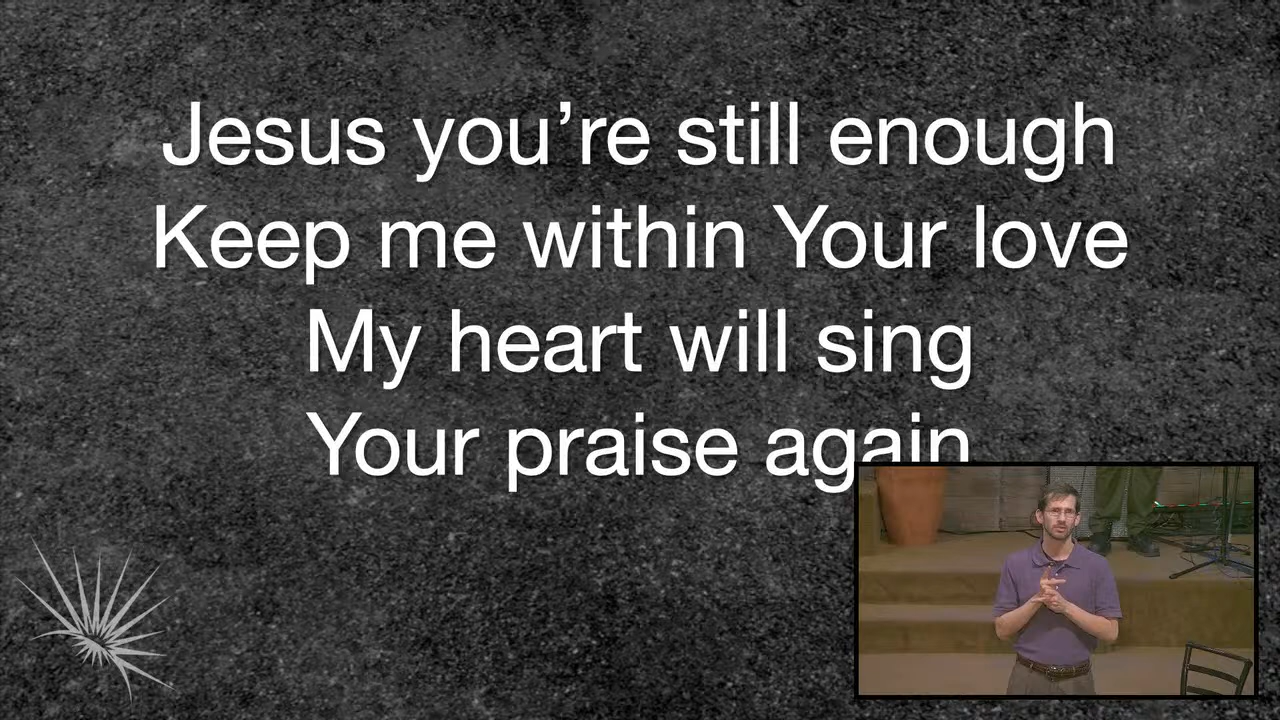 Jesus you’re still enough
Keep me within Your love
My heart will sing
Your praise again